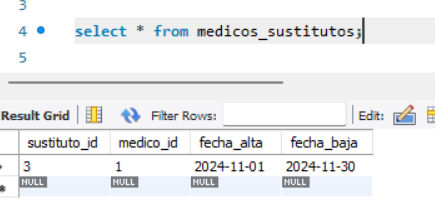 3
4 select * from medicos_sustitutos;
5
Result Grid Filter Rows: Edit:
sustituto_id medico_id fecha_alta fecha_baja
3 1 2024-11-01 2024-11-30
NULL NULL NULL NULL